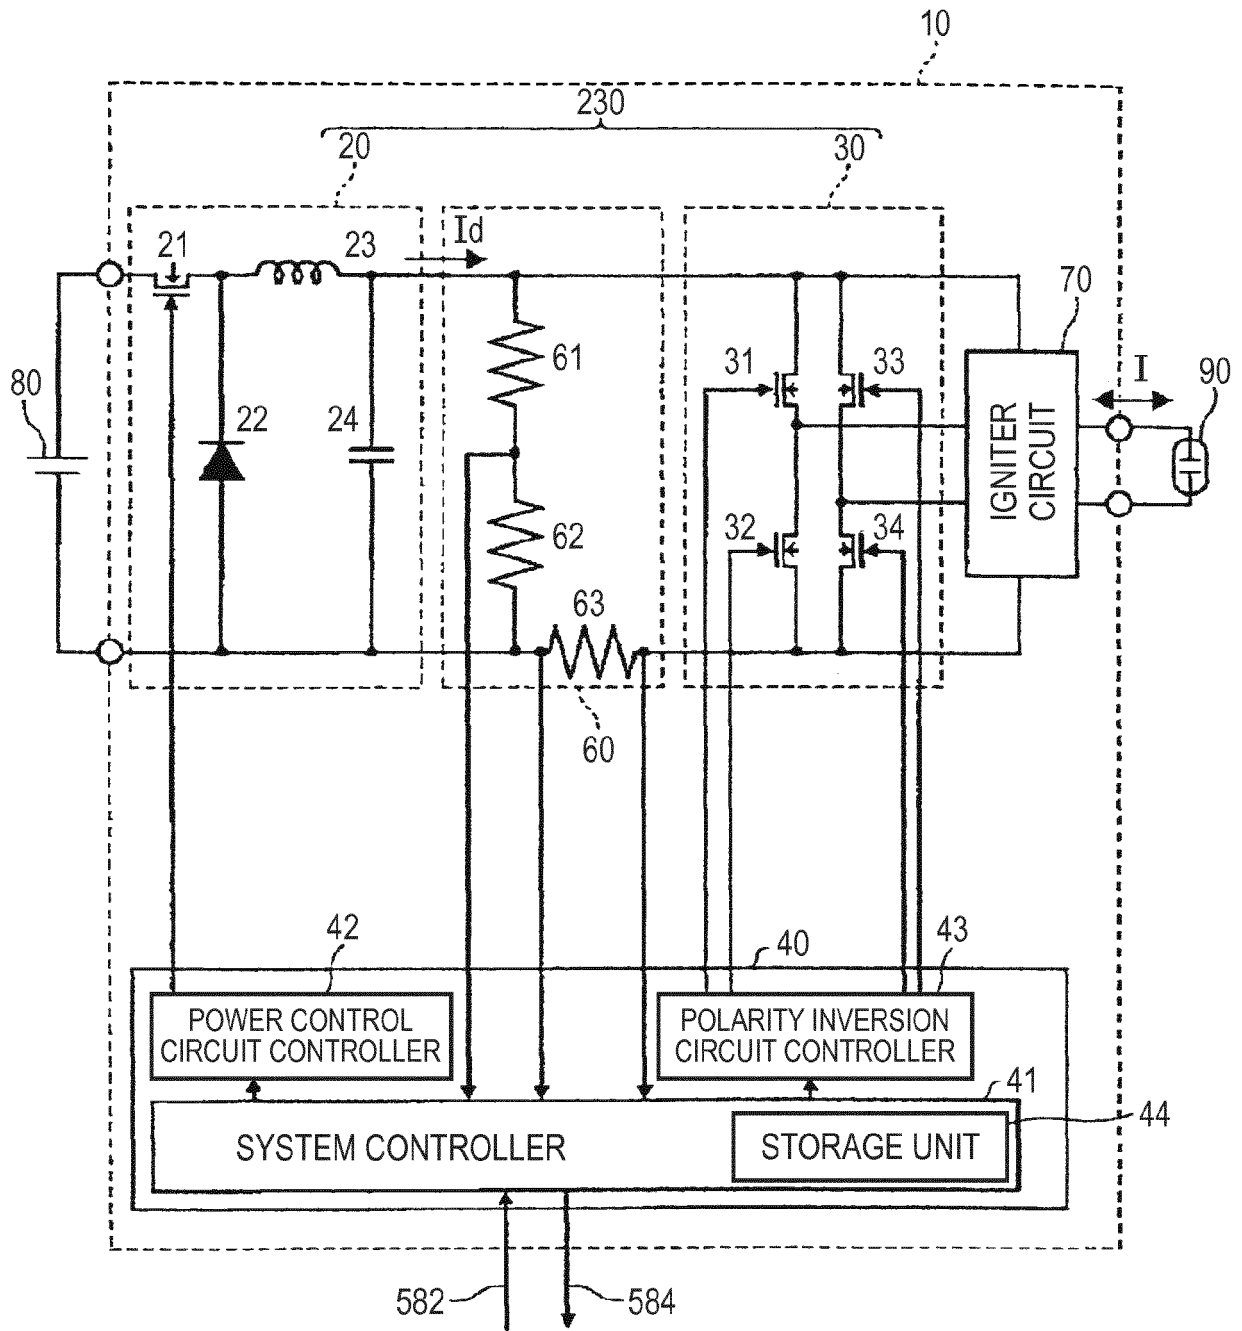 10
230
20
30
21
23
Id
70
61
31
33
I
90
80
22
24
IGNITER
CIRCUIT
62
32
34
63
60
42
40
43
POWER CONTROL
CIRCUIT CONTROLLER
POLARITY INVERSION
CIRCUIT CONTROLLER
41
44
SYSTEM CONTROLLER
STORAGE UNIT
582
584